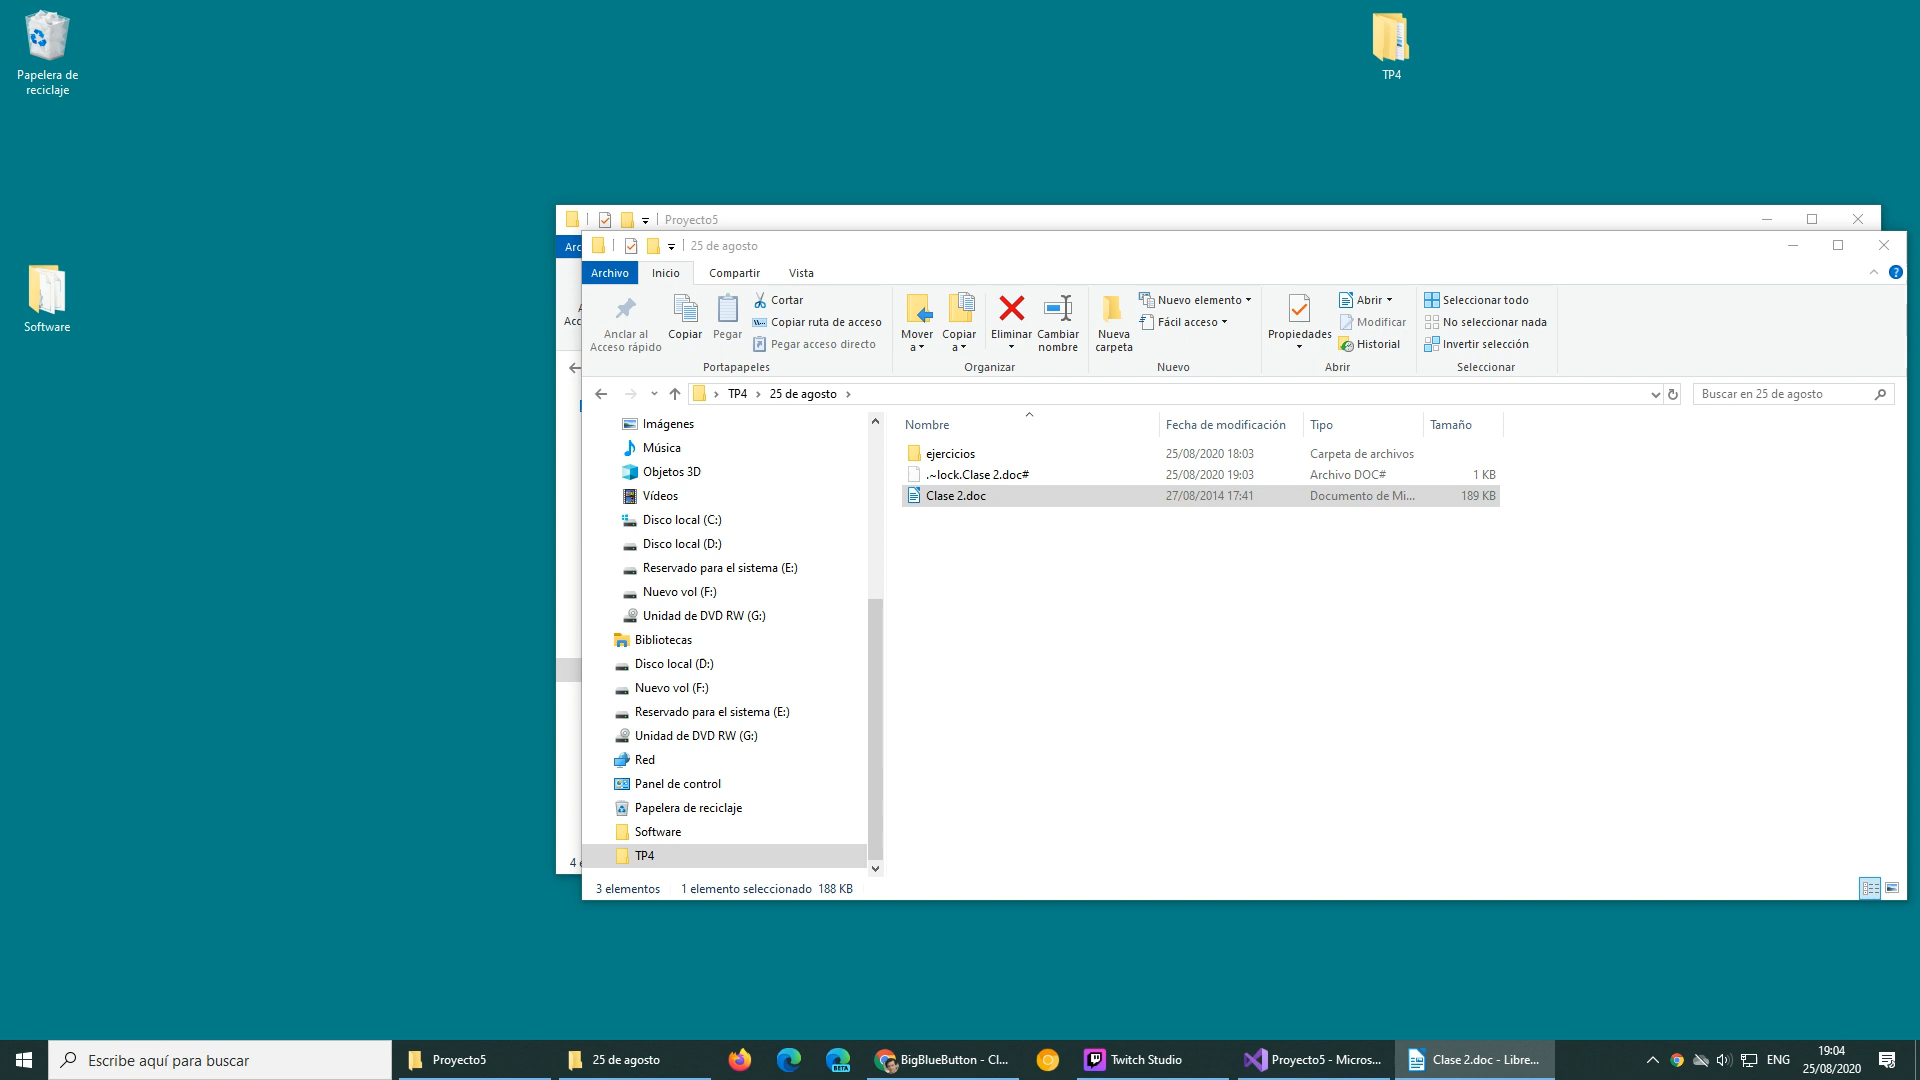 Papelera de
reciclaje
TP4
Software
Proyecto5
25 de agosto
Archivo
Inicio
Compartir
Vista
Anclar al
Acceso rápido
Copiar
Pegar
Cortar
Copiar ruta de acceso
Pegar acceso directo
Portapapeles
Mover
a
Copiar
a
Eliminar
Cambiar
nombre
Organizar
Nueva
carpeta
Nuevo elemento
Fácil acceso
Nuevo
Propiedades
Abrir
Modificar
Historial
Abrir
Seleccionar todo
No seleccionar nada
Invertir selección
Seleccionar
TP4 > 25 de agosto >
Buscar en 25 de agosto
Nombre Fecha de modificación Tipo Tamaño
ejercicios 25/08/2020 18:03 Carpeta de archivos
.~lock.Clase 2.doc# 25/08/2020 19:03 Archivo DOC# 1 KB
Clase 2.doc 27/08/2014 17:41 Documento de Mi... 189 KB
Imágenes
Música
Objetos 3D
Vídeos
Disco local (C:)
Disco local (D:)
Reservado para el sistema (E:)
Nuevo vol (F:)
Unidad de DVD RW (G:)
Bibliotecas
Disco local (D:)
Nuevo vol (F:)
Reservado para el sistema (E:)
Unidad de DVD RW (G:)
Red
Panel de control
Papelera de reciclaje
Software
TP4
3 elementos 1 elemento seleccionado 188 KB
Escribe aquí para buscar
Proyecto5
25 de agosto
BETA
BigBlueButton - Cl...
Twitch Studio
Proyecto5 - Micros...
Clase 2.doc - Libre...
ENG
19:04
25/08/2020